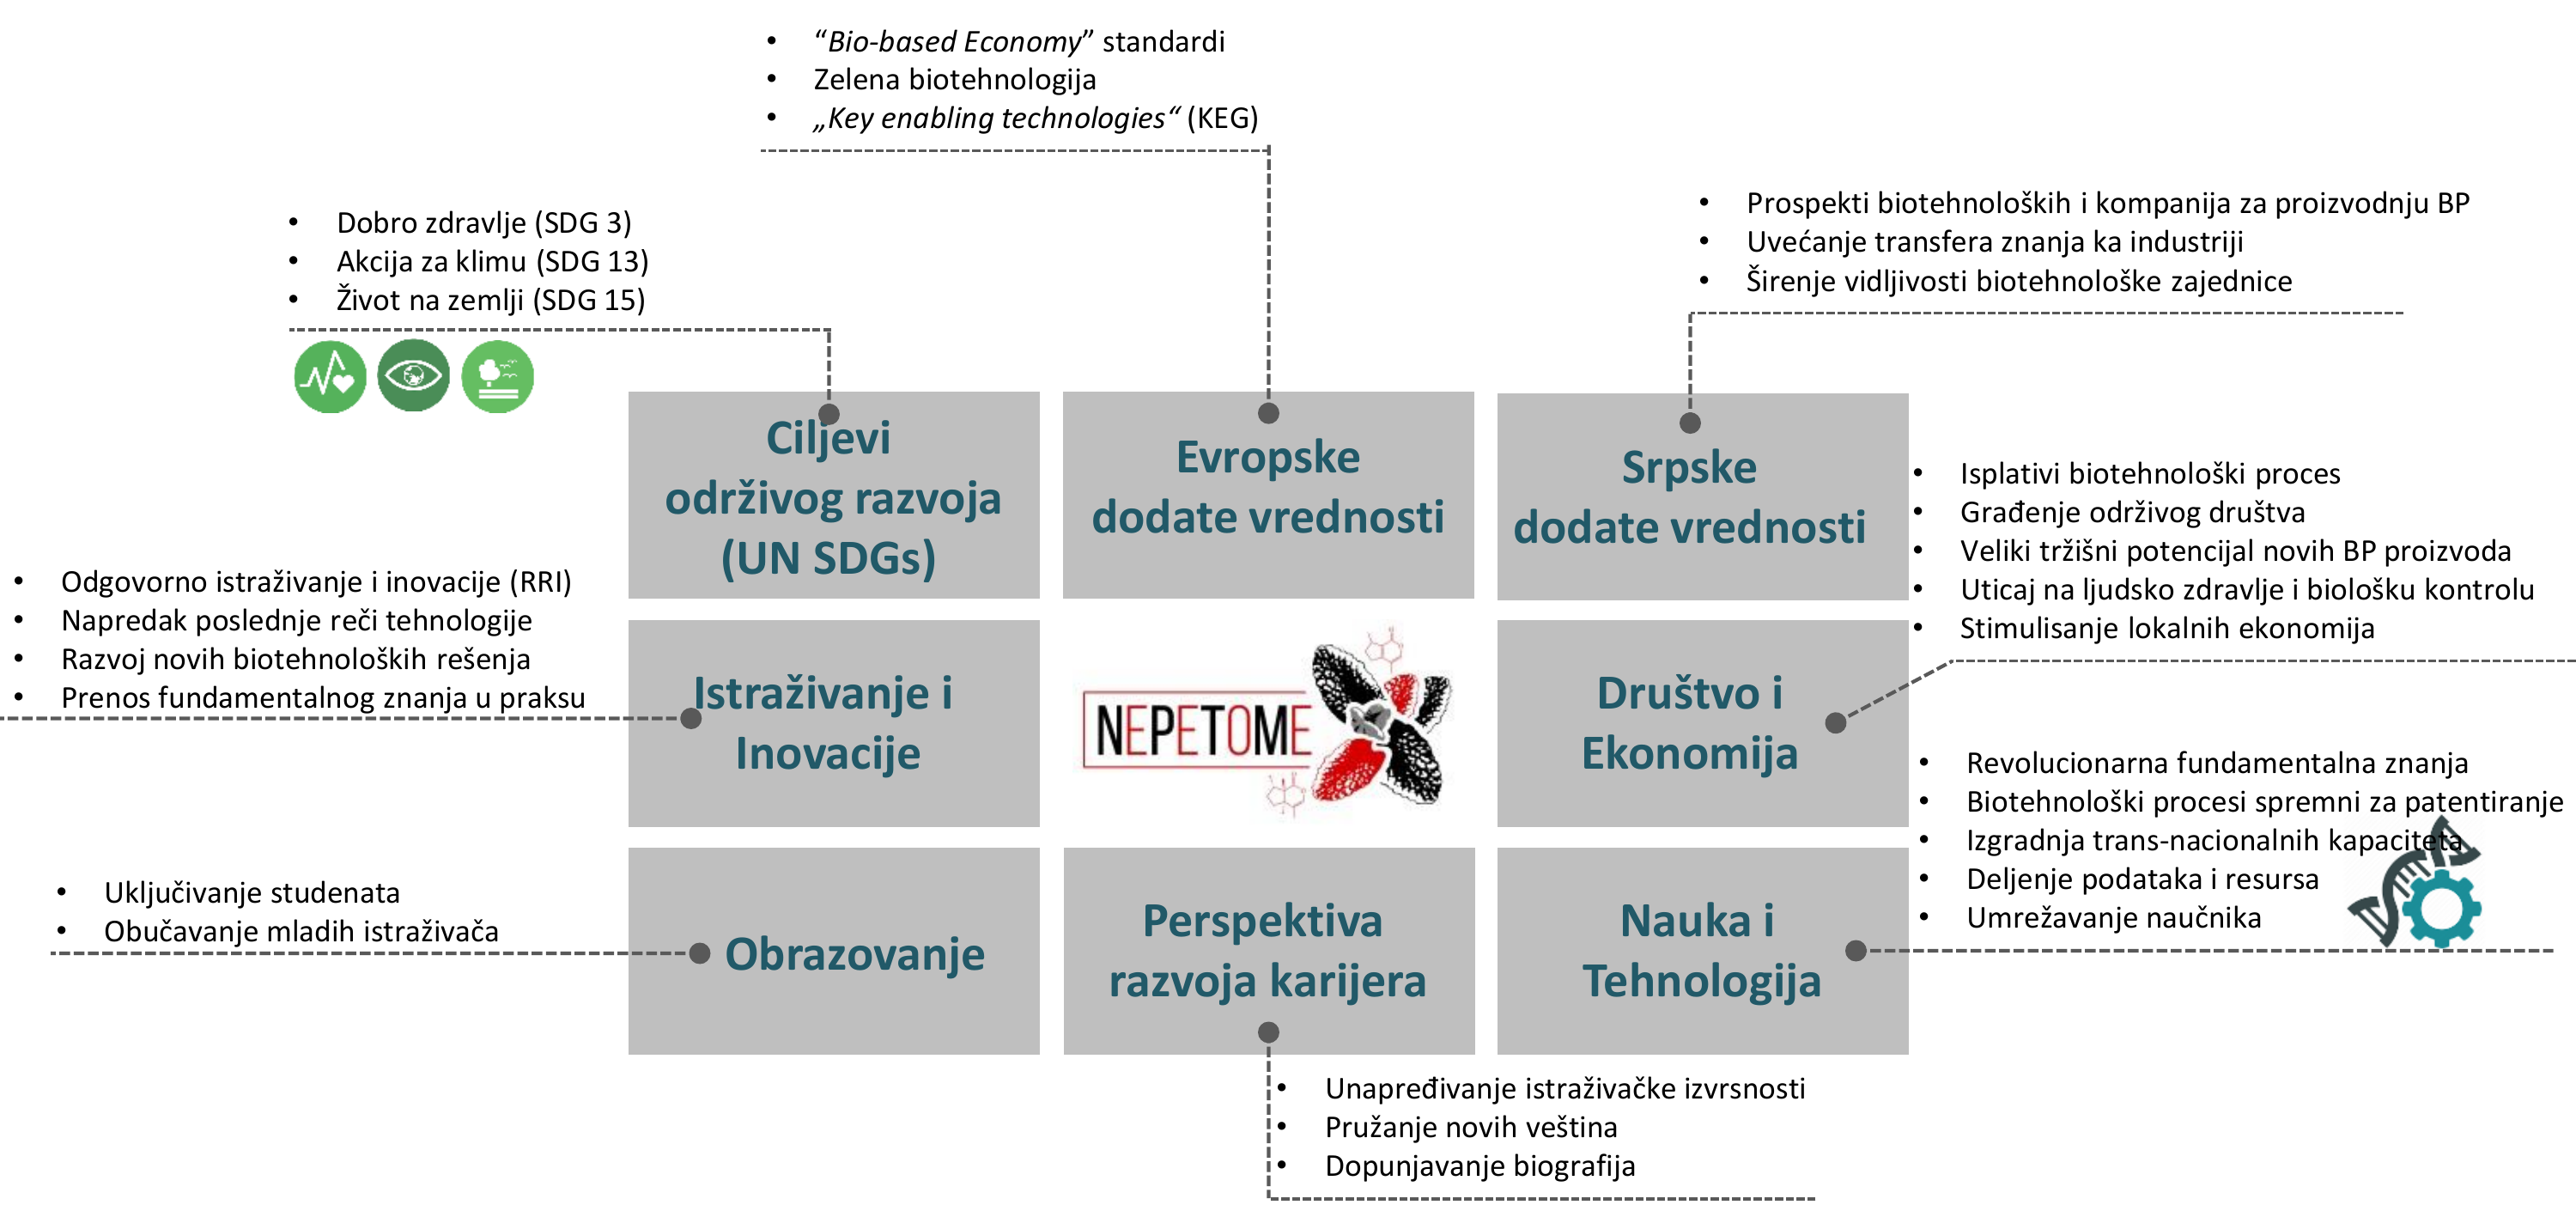 • “Bio-based Economy” standardi
• Zelena biotehnologija
• „Key enabling technologies“ (KEG)
• Dobro zdravlje (SDG 3)
• Akcija za klimu (SDG 13)
• Život na zemlji (SDG 15)
• Prospekti biotehnoloških i kompanija za proizvodnju BP
• Uvećanje transfera znanja ka industriji
• Širenje vidljivosti biotehnološke zajednice
Ciljevi
održivog razvoja
(UN SDGs)
Evropske
dodate vrednosti
Srpske
dodate vrednosti
• Isplativi biotehnološki proces
• Građenje održivog društva
• Veliki tržišni potencijal novih BP proizvoda
• Uticaj na ljudsko zdravlje i biološku kontrolu
• Stimulisanje lokalnih ekonomija
• Odgovorno istraživanje i inovacije (RRI)
• Napredak poslednje reči tehnologije
• Razvoj novih biotehnoloških rešenja
• Prenos fundamentalnog znanja u praksu
Istraživanje i
Inovacije
NEPETOME
Društvo i
Ekonomija
• Revolucionarna fundamentalna znanja
• Biotehnološki procesi spremni za patentiranje
• Izgradnja trans-nacionalnih kapaciteta
• Deljenje podataka i resursa
• Umrežavanje naučnika
• Uključivanje studenata
• Obučavanje mladih istraživača
Obrazovanje
Perspektiva
razvoja karijera
Nauka i
Tehnologija
• Unapređivanje istraživačke izvrsnosti
• Pružanje novih veština
• Dopunjavanje biografija